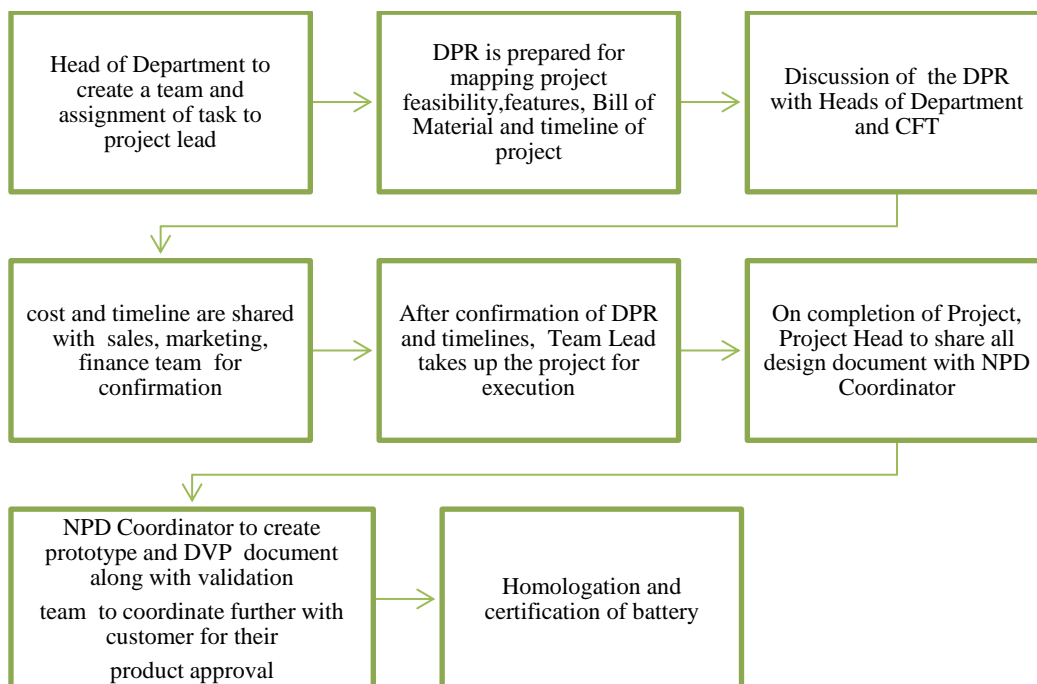 Head of Department to
create a team and
assignment of task to
project lead
DPR is prepared for
mapping project
feasibility,features, Bill of
Material and timeline of
project
Discussion of the DPR
with Heads of Department
and CFT
cost and timeline are shared
with sales, marketing,
finance team for
confirmation
After confirmation of DPR
and timelines, Team Lead
takes up the project for
execution
On completion of Project,
Project Head to share all
design document with NPD
Coordinator
NPD Coordinator to create
prototype and DVP document
along with validation
team to coordinate further with
customer for their
product approval
Homologation and
certification of battery